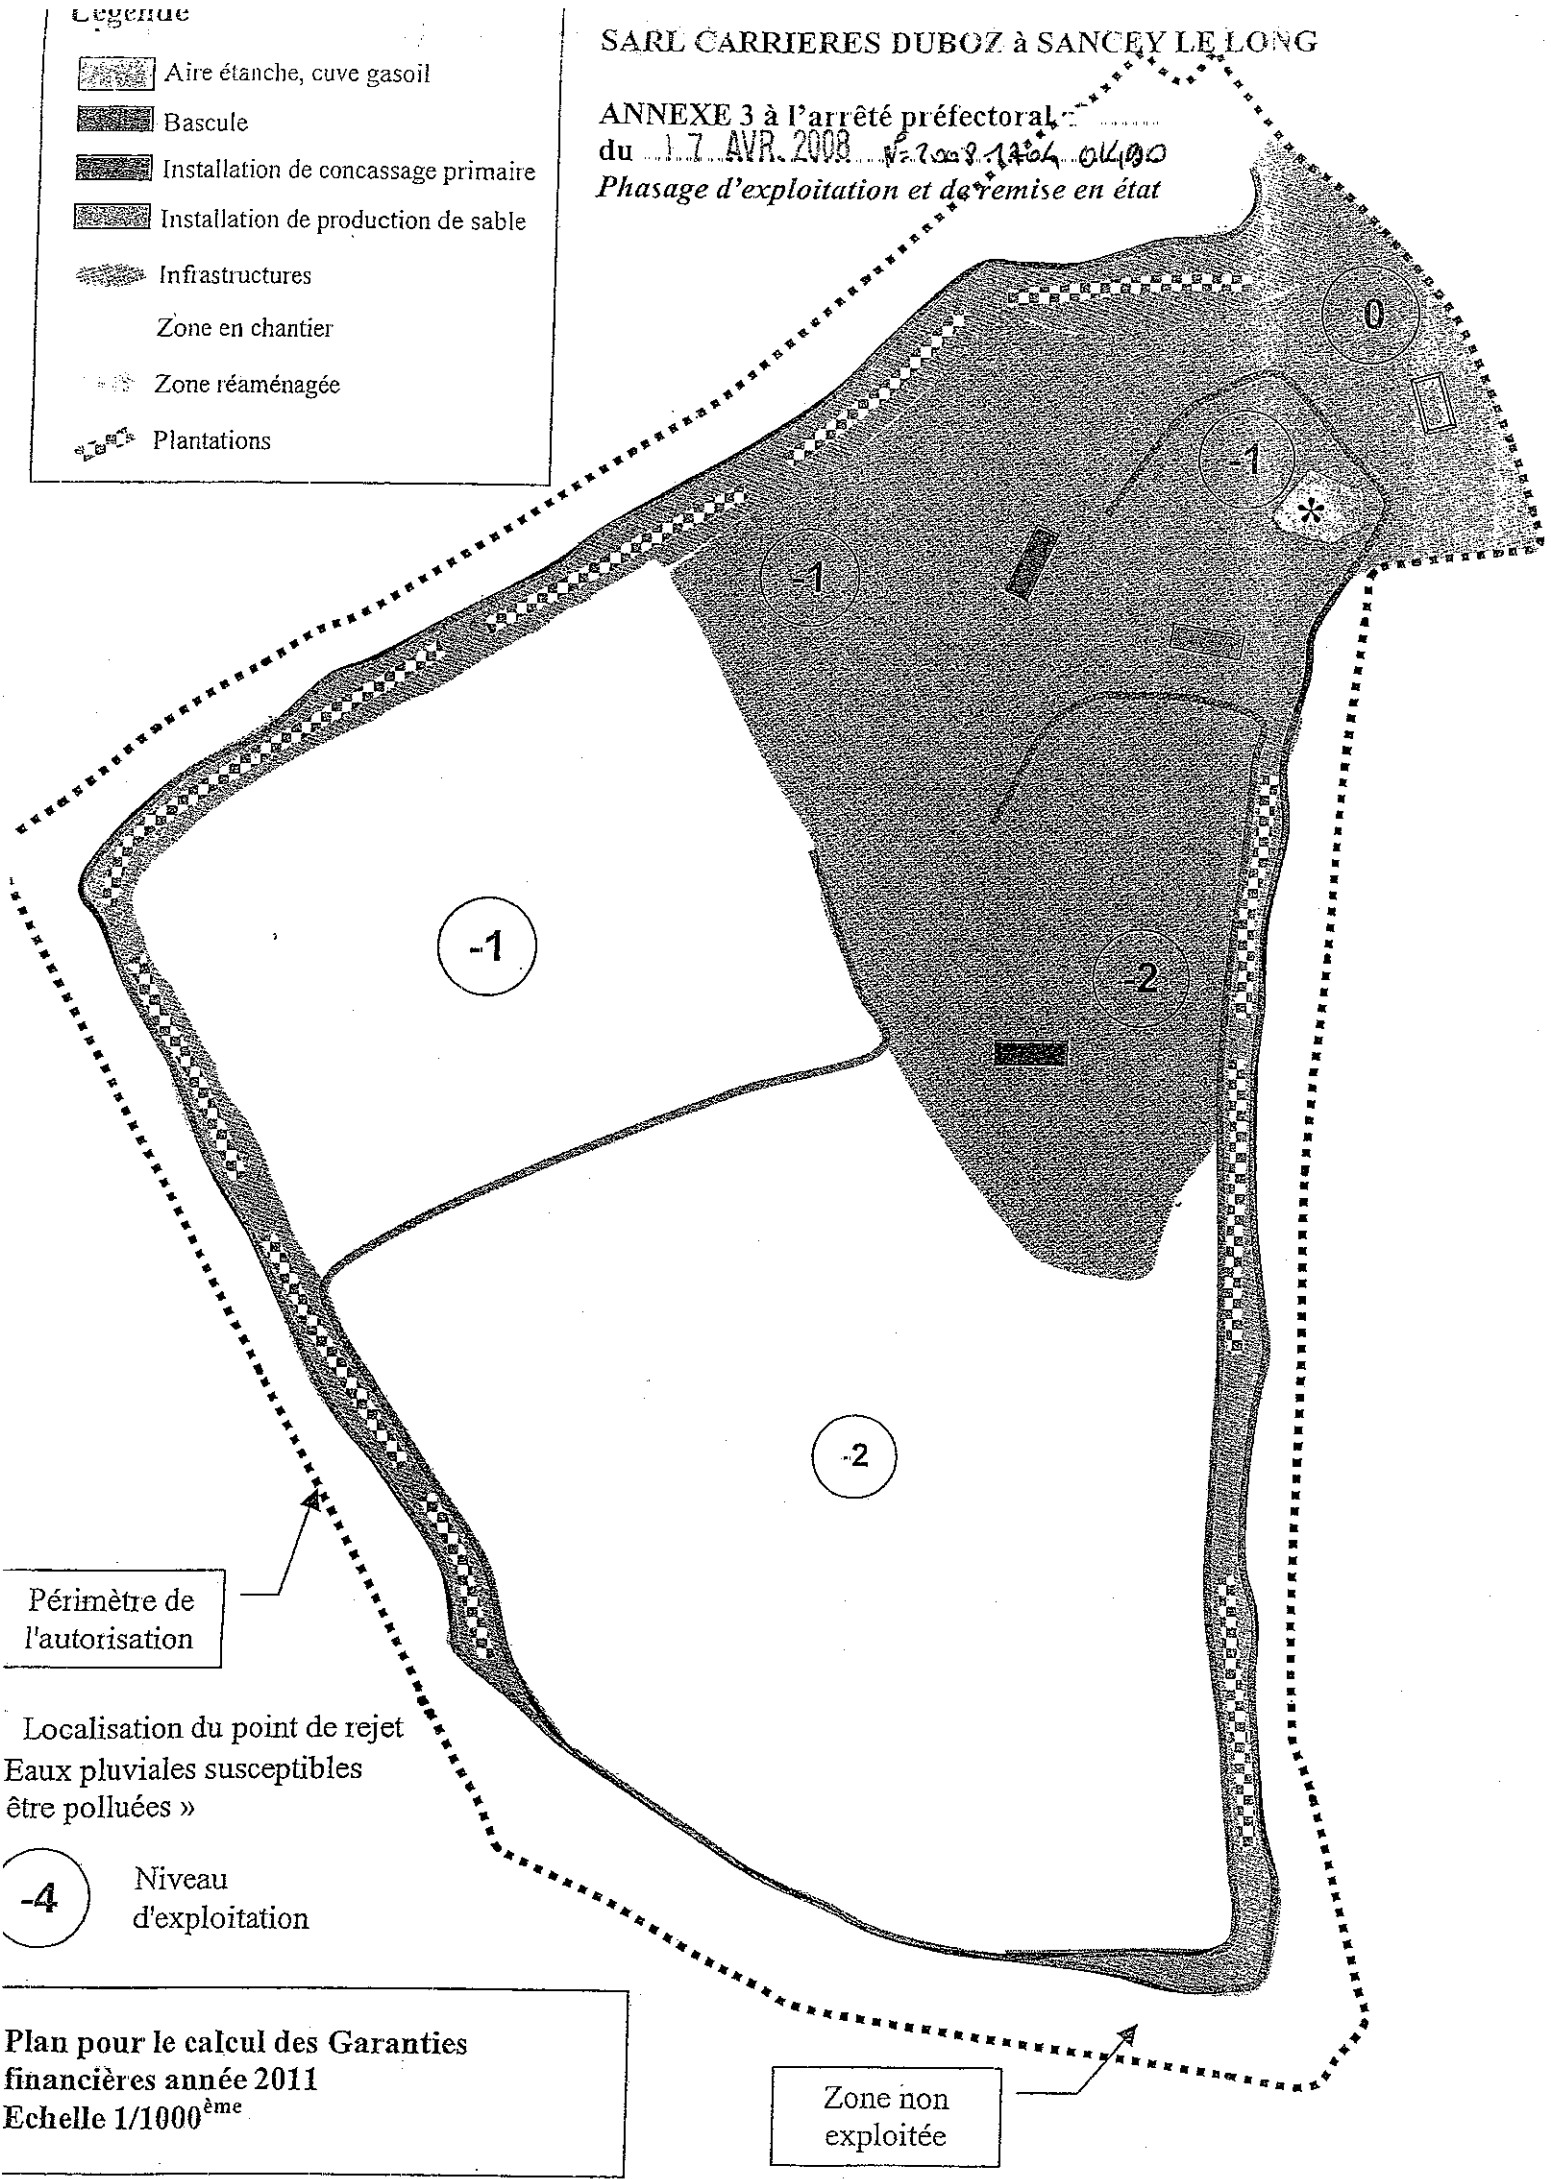 Légende
Aire étanche, cuve gasoil
Bascule
Installation de concassage primaire
Installation de production de sable
Infrastructures
Zone en chantier
Zone réaménagée
Plantations
SARL CARRIERES DUBOZ à SANCEY LE LONG
ANNEXE 3 à l'arrêté préfectoral
du 17 AVR. 2008 N° 2008.1704 01490
Phasage d'exploitation et de remise en état
0
-1
*
-1
-1
-2
-2
Périmètre de
l'autorisation
Localisation du point de rejet
Eaux pluviales susceptibles
être polluées »
-4
Niveau
d'exploitation
Plan pour le calcul des Garanties
financières année 2011
Echelle 1/1000ème
Zone non
exploitée